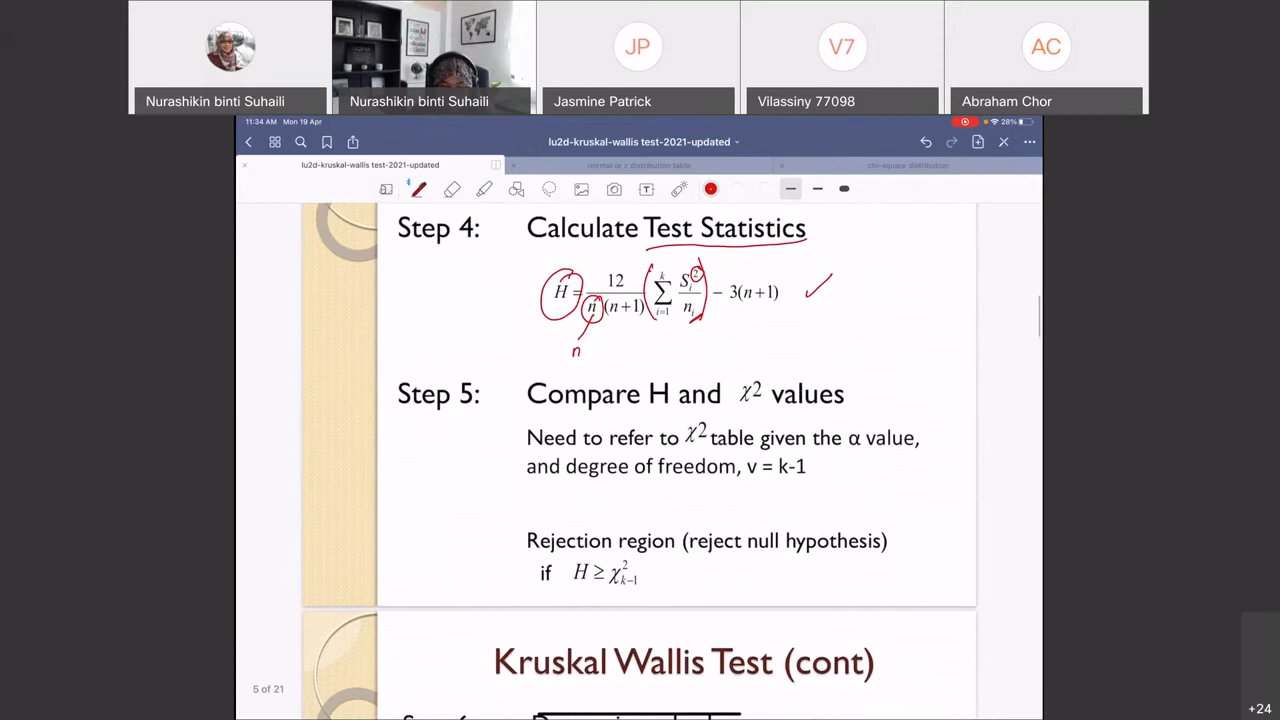 JP
V7
AC
Nurashikin binti Suhaili
Nurashikin binti Suhaili
Jasmine Patrick
Vilassiny 77098
Abraham Chor
11:34 AM Mon 19 Apr
28%
lu2d-kruskal-wallis test-2021-updated
lu2d-kruskal-wallis test-2021-updated
normal or z distribution table
chi-square distribution
Step 4: Calculate Test Statistics
H = 12 / n(n+1) ( ∑ i=1 k S_i^2 / n_i ) − 3(n+1)
n
Step 5: Compare H and χ2 values
Need to refer to χ2 table given the α value,
and degree of freedom, v = k-1
Rejection region (reject null hypothesis)
if H ≥ χ²ₖ₋₁
Kruskal Wallis Test (cont)
5 of 21
+24